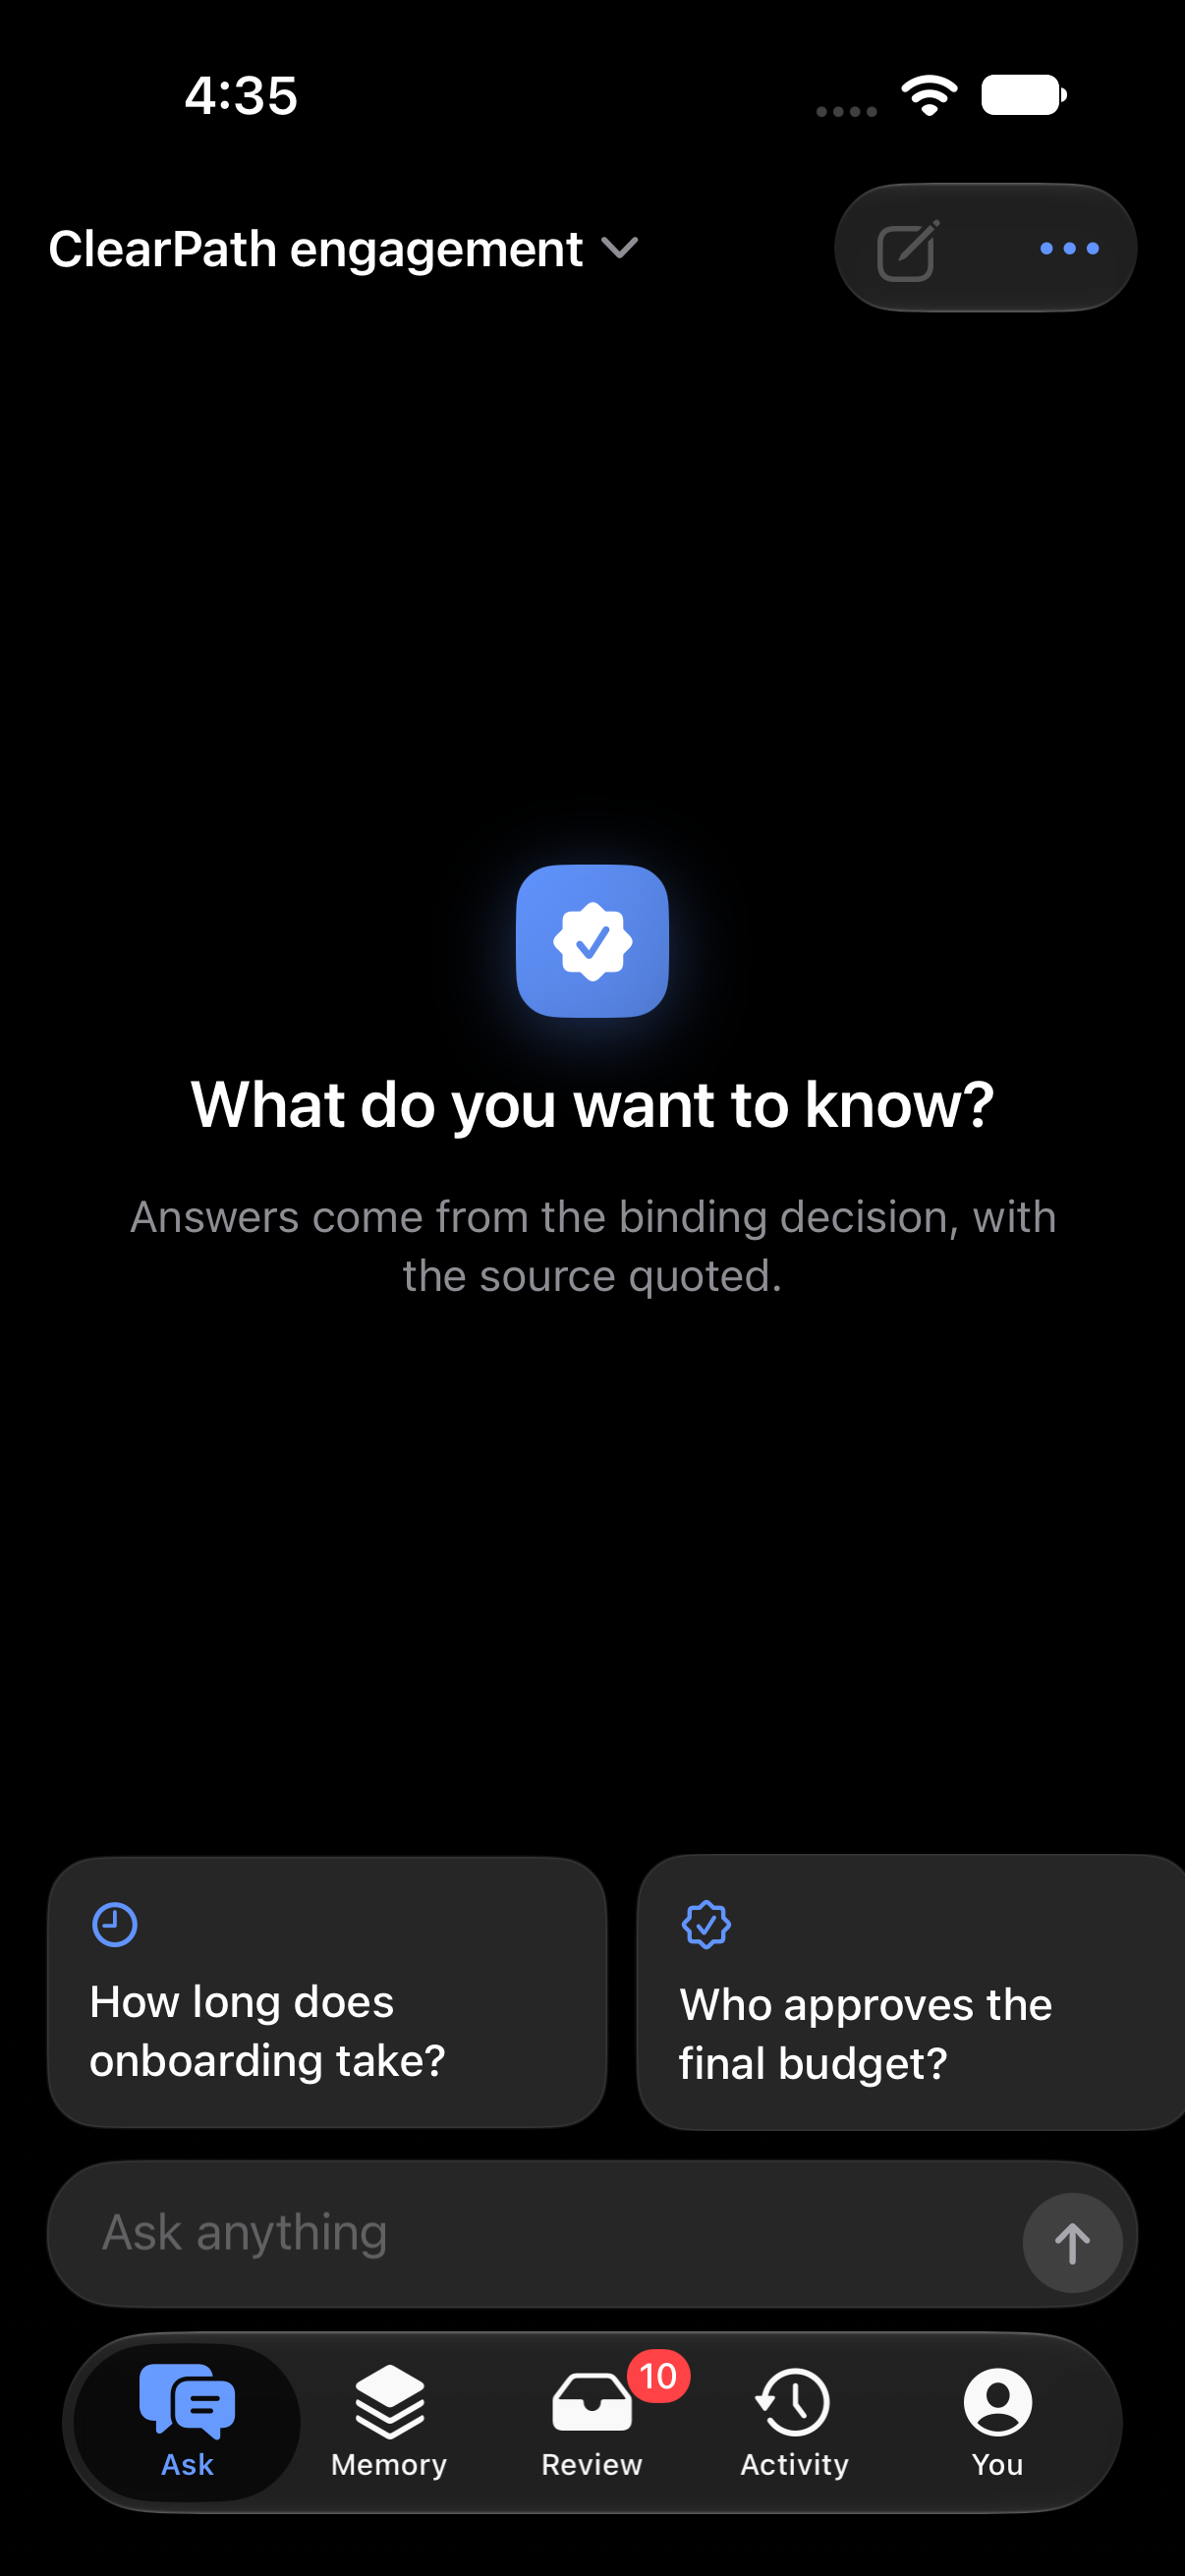 4:35
ClearPath engagement
What do you want to know?
Answers come from the binding decision, with
the source quoted.
How long does
onboarding take?
Who approves the
final budget?
Ask anything
10
Ask
Memory
Review
Activity
You